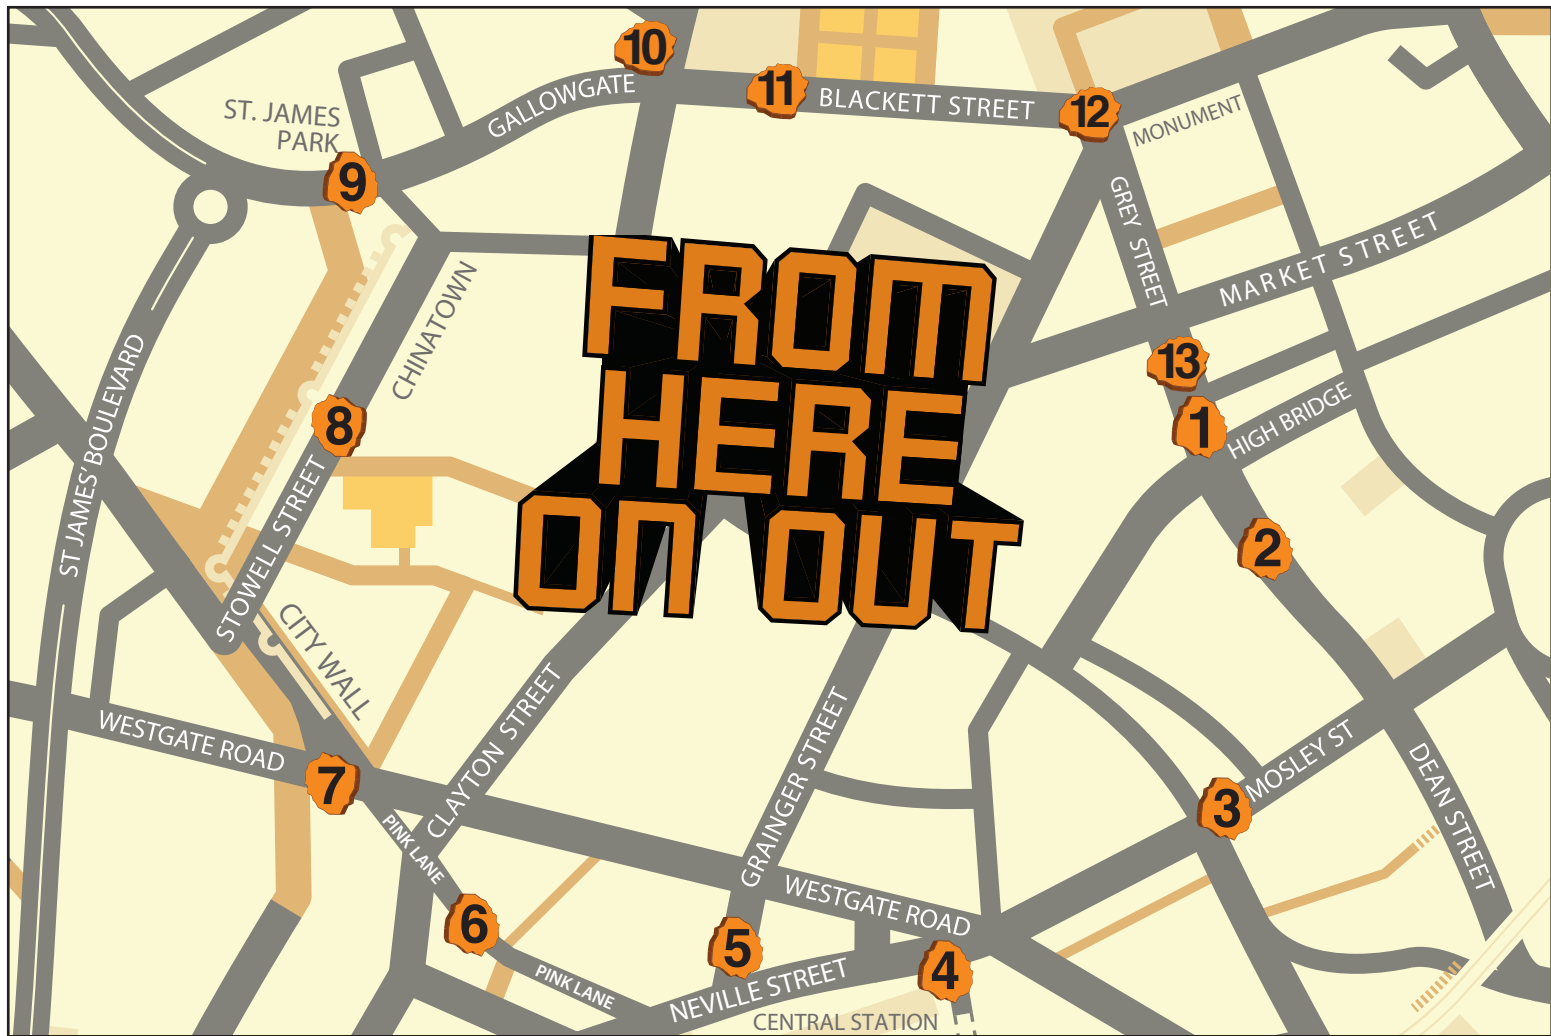 10
11
BLACKETT STREET
12
GALLOWGATE
ST. JAMES
PARK
MONUMENT
9
GREY STREET
MARKET STREET
CHINATOWN
FROM
HERE
ON OUT
ST JAMES' BOULEVARD
13
8
1
HIGH BRIDGE
STOWELL STREET
2
CITY WALL
WESTGATE ROAD
7
CLAYTON STREET
GRAINGER STREET
MOSLEY ST
3
DEAN STREET
PINK LANE
WESTGATE ROAD
6
5
4
PINK LANE
NEVILLE STREET
CENTRAL STATION